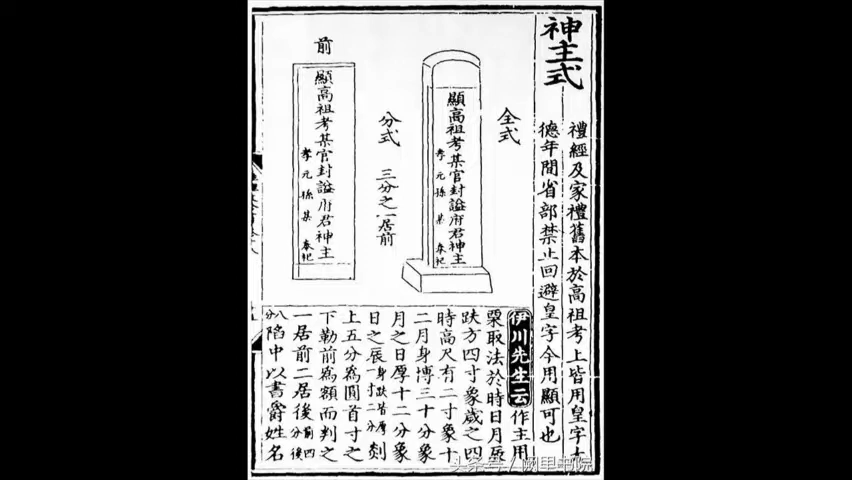 神主式
禮經及家禮舊本於高祖考上皆用皇字大
德年間省部禁止回避皇字今用顯可也
全式
顯高祖考某官封謚府君神主
孝元孫某奉祀
分式 三分之一居前
前
顯高祖考某官封謚府君神主
孝元孫某奉祀
伊川先生云作主用
栗取法於時日月辰
趺方四寸象歲之四
時高尺有二寸象十
二月身博三十分象
月之日厚十二分象
日之辰身趺皆厚一寸二分剡
上五分為圓首寸之
下勒前為額而判之
一居前二居後前四分後
八分陷中以書爵姓名
头条号 / 阙里书院